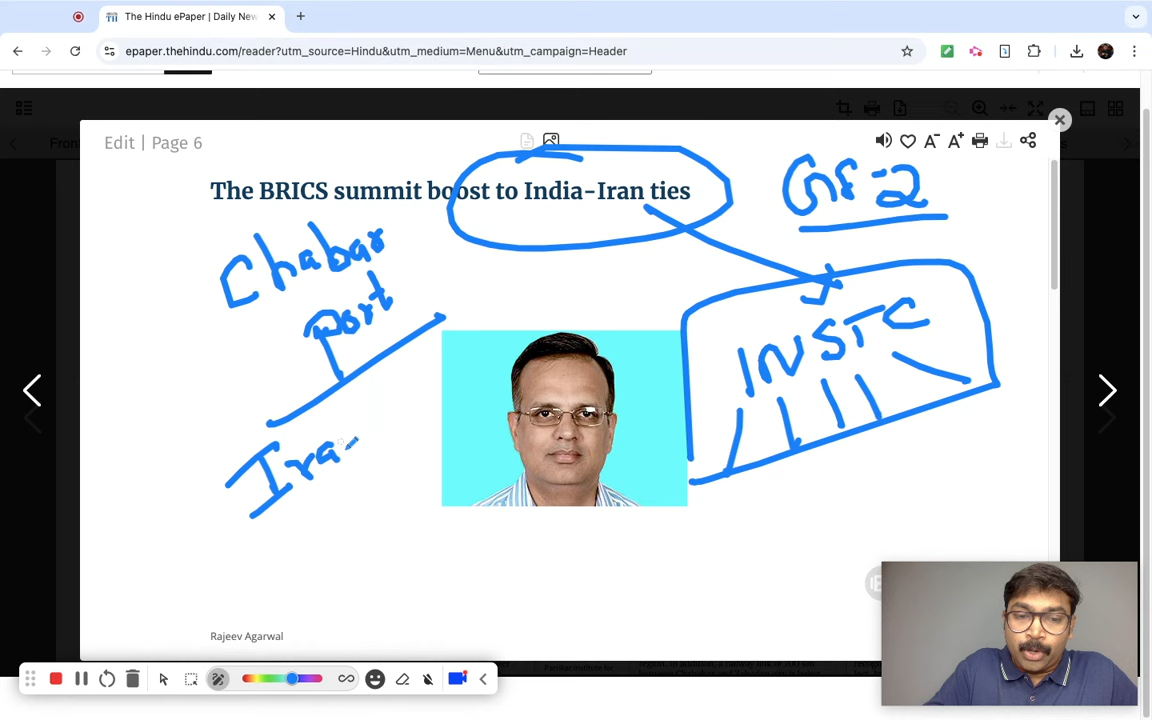 The Hindu ePaper | Daily New
epaper.thehindu.com/reader?utm_source=Hindu&utm_medium=Menu&utm_campaign=Header
Edit | Page 6
A- A+
The BRICS summit boost to India-Iran ties
GS-2
Chabar
port
INSTC
Ira
Rajeev Agarwal